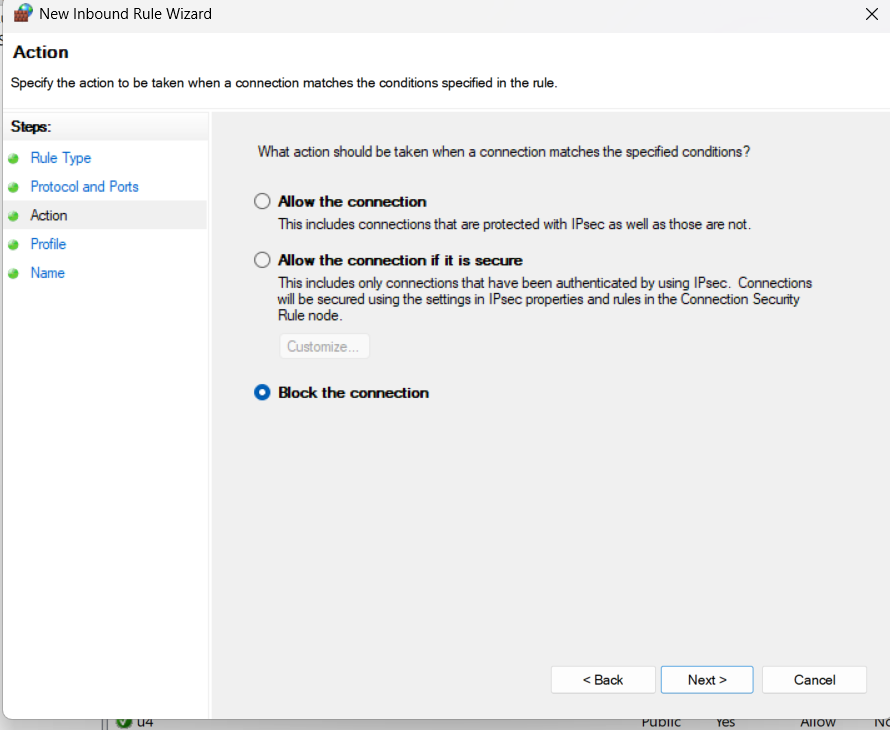 New Inbound Rule Wizard
Action
Specify the action to be taken when a connection matches the conditions specified in the rule.
Steps:
Rule Type
Protocol and Ports
Action
Profile
Name
What action should be taken when a connection matches the specified conditions?
Allow the connection
This includes connections that are protected with IPsec as well as those are not.
Allow the connection if it is secure
This includes only connections that have been authenticated by using IPsec. Connections
will be secured using the settings in IPsec properties and rules in the Connection Security
Rule node.
Customize...
Block the connection
< Back Next > Cancel
u4 Public Yes Allow